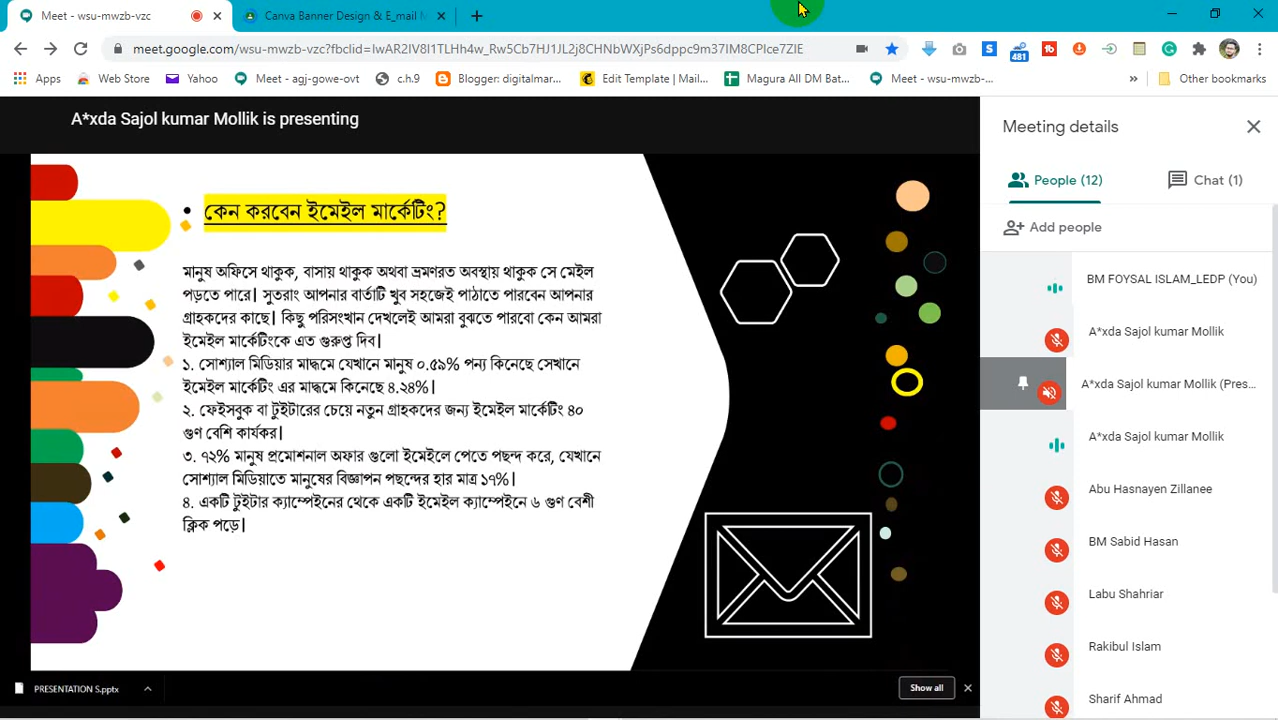 Meet - wsu-mwzb-vzc
Canva Banner Design & E_mail M
meet.google.com/wsu-mwzb-vzc?fbclid=IwAR2IV8I1TLHh4w_Rw5Cb7HJ1JL2j8CHNbWXjPs6dppc9m37IM8CPIce7ZIE
481
Apps
Web Store
Yahoo
Meet - agj-gowe-ovt
c.h.9
Blogger: digitalmar...
Edit Template | Mail...
Magura All DM Bat...
Meet - wsu-mwzb-v...
Other bookmarks
A*xda Sajol kumar Mollik is presenting
কেন করবেন ইমেইল মার্কেটিং?
মানুষ অফিসে থাকুক, বাসায় থাকুক অথবা ভ্রমণরত অবস্থায় থাকুক সে মেইল
পড়তে পারে। সুতরাং আপনার বার্তাটি খুব সহজেই পাঠাতে পারবেন আপনার
গ্রাহকদের কাছে। কিছু পরিসংখান দেখলেই আমরা বুঝতে পারবো কেন আমরা
ইমেইল মার্কেটিংকে এত গুরুপ্ত দিব।
১. সোশ্যাল মিডিয়ার মাদ্ধমে যেখানে মানুষ ০.৫৯% পন্য কিনেছে সেখানে
ইমেইল মার্কেটিং এর মাদ্ধমে কিনেছে ৪.২৪%।
২. ফেইসবুক বা টুইটারের চেয়ে নতুন গ্রাহকদের জন্য ইমেইল মার্কেটিং ৪০
গুণ বেশি কার্যকর।
৩. ৭২% মানুষ প্রমোশনাল অফার গুলো ইমেইলে পেতে পছন্দ করে, যেখানে
সোশ্যাল মিডিয়াতে মানুষের বিজ্ঞাপন পছন্দের হার মাত্র ১৭%।
৪. একটি টুইটার ক্যাম্পেইনের থেকে একটি ইমেইল ক্যাম্পেইনে ৬ গুণ বেশী
ক্লিক পড়ে।
PRESENTATION S.pptx
Show all
Meeting details
People (12)
Chat (1)
Add people
BM FOYSAL ISLAM_LEDP (You)
A*xda Sajol kumar Mollik
A*xda Sajol kumar Mollik (Pres...
A*xda Sajol kumar Mollik
Abu Hasnayen Zillanee
BM Sabid Hasan
Labu Shahriar
Rakibul Islam
Sharif Ahmad